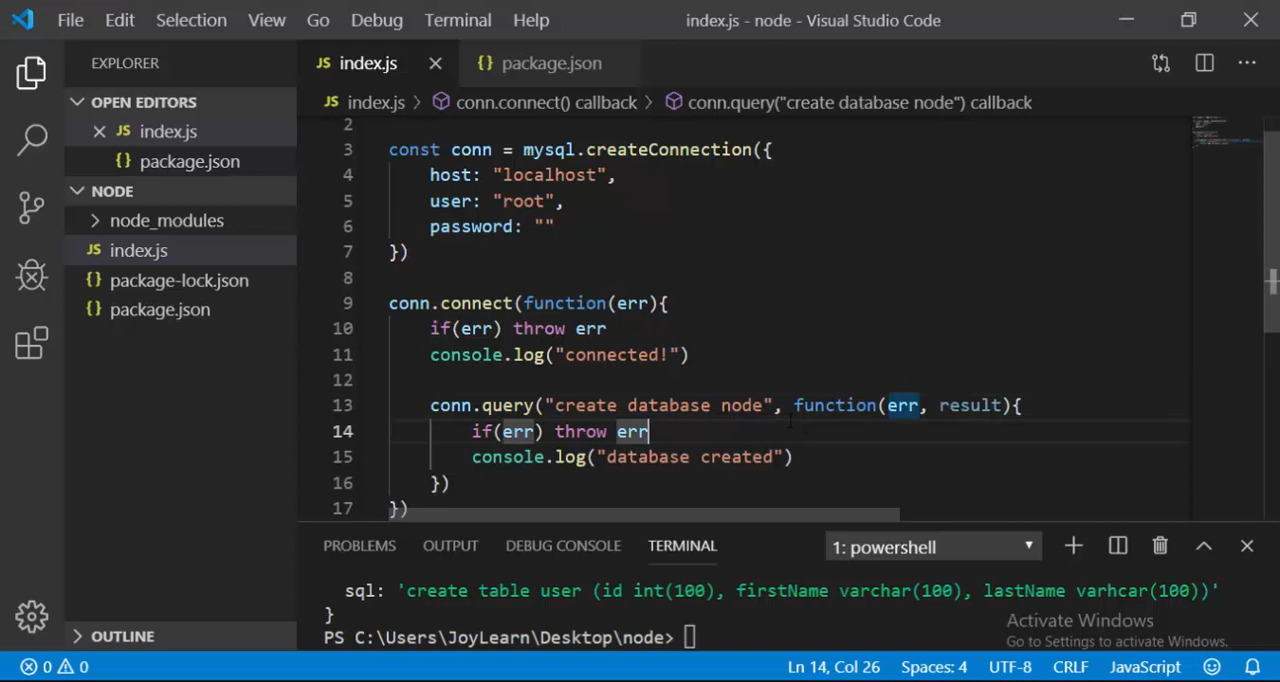 File Edit Selection View Go Debug Terminal Help index.js - node - Visual Studio Code
EXPLORER
OPEN EDITORS
JS index.js
{} package.json
NODE
node_modules
JS index.js
{} package-lock.json
{} package.json
OUTLINE
JS index.js {} package.json
JS index.js > conn.connect() callback > conn.query("create database node") callback
2
3 const conn = mysql.createConnection({
4 host: "localhost",
5 user: "root",
6 password: ""
7 })
8
9 conn.connect(function(err){
10 if(err) throw err
11 console.log("connected!")
12
13 conn.query("create database node", function(err, result){
14 if(err) throw err
15 console.log("database created")
16 })
17 })
PROBLEMS OUTPUT DEBUG CONSOLE TERMINAL 1: powershell
sql: 'create table user (id int(100), firstName varchar(100), lastName varhcar(100))'
}
PS C:\Users\JoyLearn\Desktop\node>
Activate Windows
Go to Settings to activate Windows.
0 0 Ln 14, Col 26 Spaces: 4 UTF-8 CRLF JavaScript